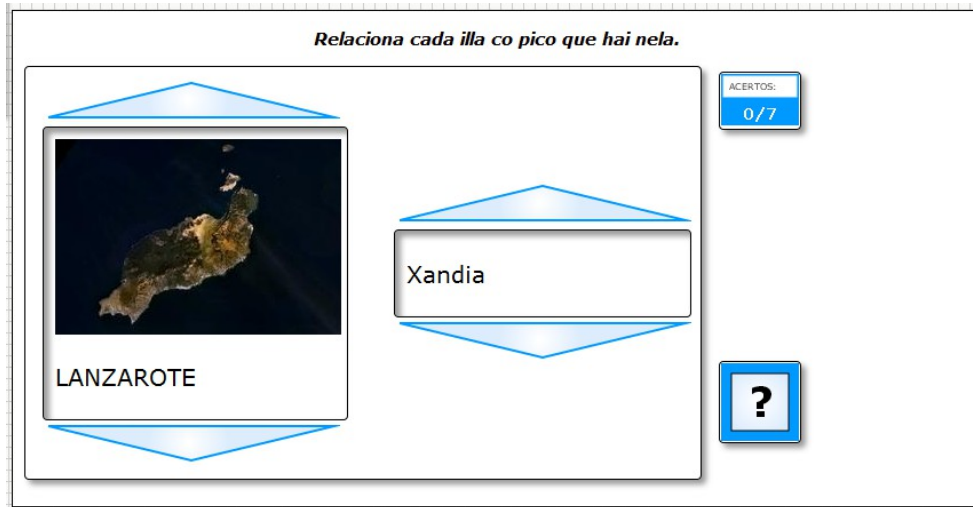 Relaciona cada illa co pico que hai nela.
ACERTOS:
0/7
Xandia
LANZAROTE
?